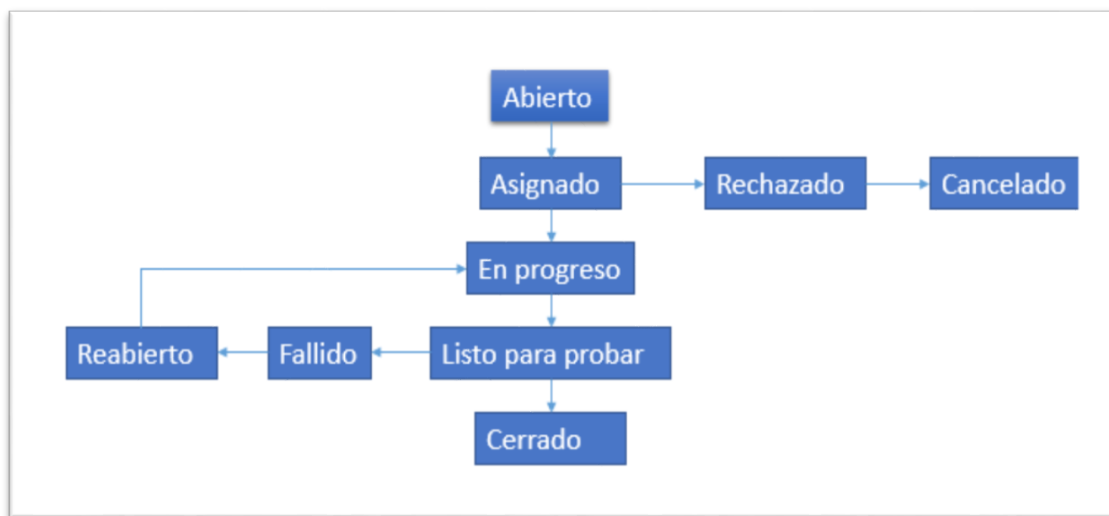 Abierto
Asignado
Rechazado
Cancelado
En progreso
Reabierto
Fallido
Listo para probar
Cerrado